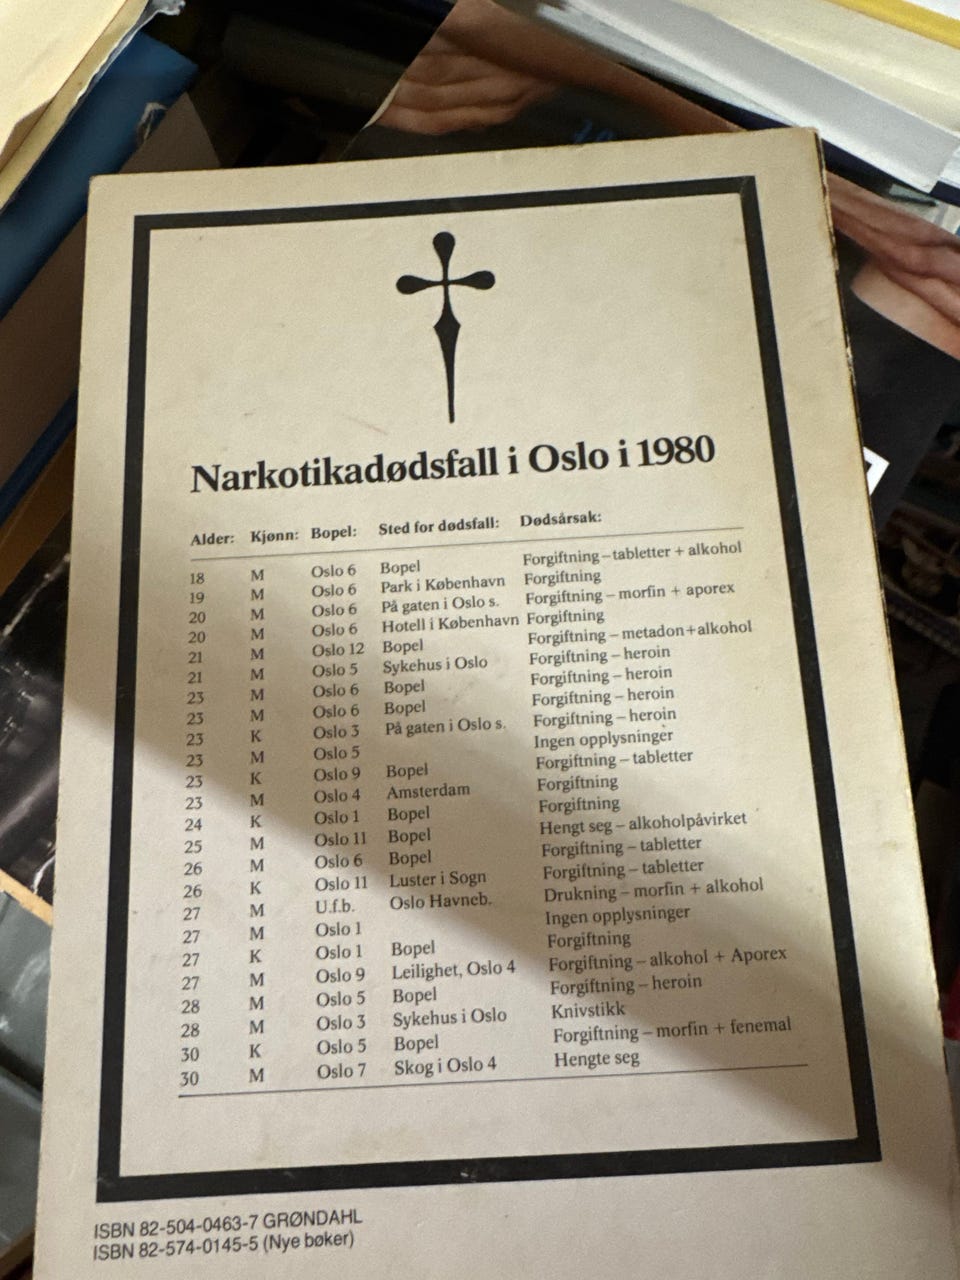 Narkotikadødsfall i Oslo i 1980
Alder: Kjønn: Bopel: Sted for dødsfall: Dødsårsak:
18 M Oslo 6 Bopel Forgiftning – tabletter + alkohol
19 M Oslo 6 Park i København Forgiftning
20 M Oslo 6 På gaten i Oslo s. Forgiftning – morfin + aporex
20 M Oslo 6 Hotell i København Forgiftning
21 M Oslo 12 Bopel Forgiftning – metadon+alkohol
21 M Oslo 5 Sykehus i Oslo Forgiftning – heroin
23 M Oslo 6 Bopel Forgiftning – heroin
23 M Oslo 6 Bopel Forgiftning – heroin
23 K Oslo 3 På gaten i Oslo s. Forgiftning – heroin
23 M Oslo 5 Ingen opplysninger
23 K Oslo 9 Bopel Forgiftning – tabletter
23 M Oslo 4 Amsterdam Forgiftning
24 K Oslo 1 Bopel Forgiftning
25 M Oslo 11 Bopel Hengt seg – alkoholpåvirket
26 M Oslo 6 Bopel Forgiftning – tabletter
26 K Oslo 11 Luster i Sogn Forgiftning – tabletter
27 M U.f.b. Oslo Havneb. Drukning – morfin + alkohol
27 M Oslo 1 Ingen opplysninger
27 K Oslo 1 Bopel Forgiftning
27 M Oslo 9 Leilighet, Oslo 4 Forgiftning – alkohol + Aporex
28 M Oslo 5 Bopel Forgiftning – heroin
28 M Oslo 3 Sykehus i Oslo Knivstikk
30 K Oslo 5 Bopel Forgiftning – morfin + fenemal
30 M Oslo 7 Skog i Oslo 4 Hengte seg
ISBN 82-504-0463-7 GRØNDAHL
ISBN 82-574-0145-5 (Nye bøker)